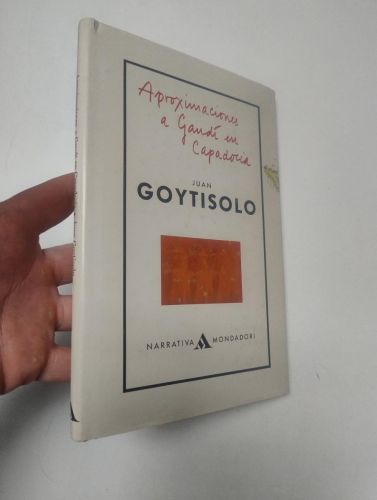 Aproximaciones
a Gaudí en
Capadocia
JUAN
GOYTISOLO
NARRATIVA MONDADORI